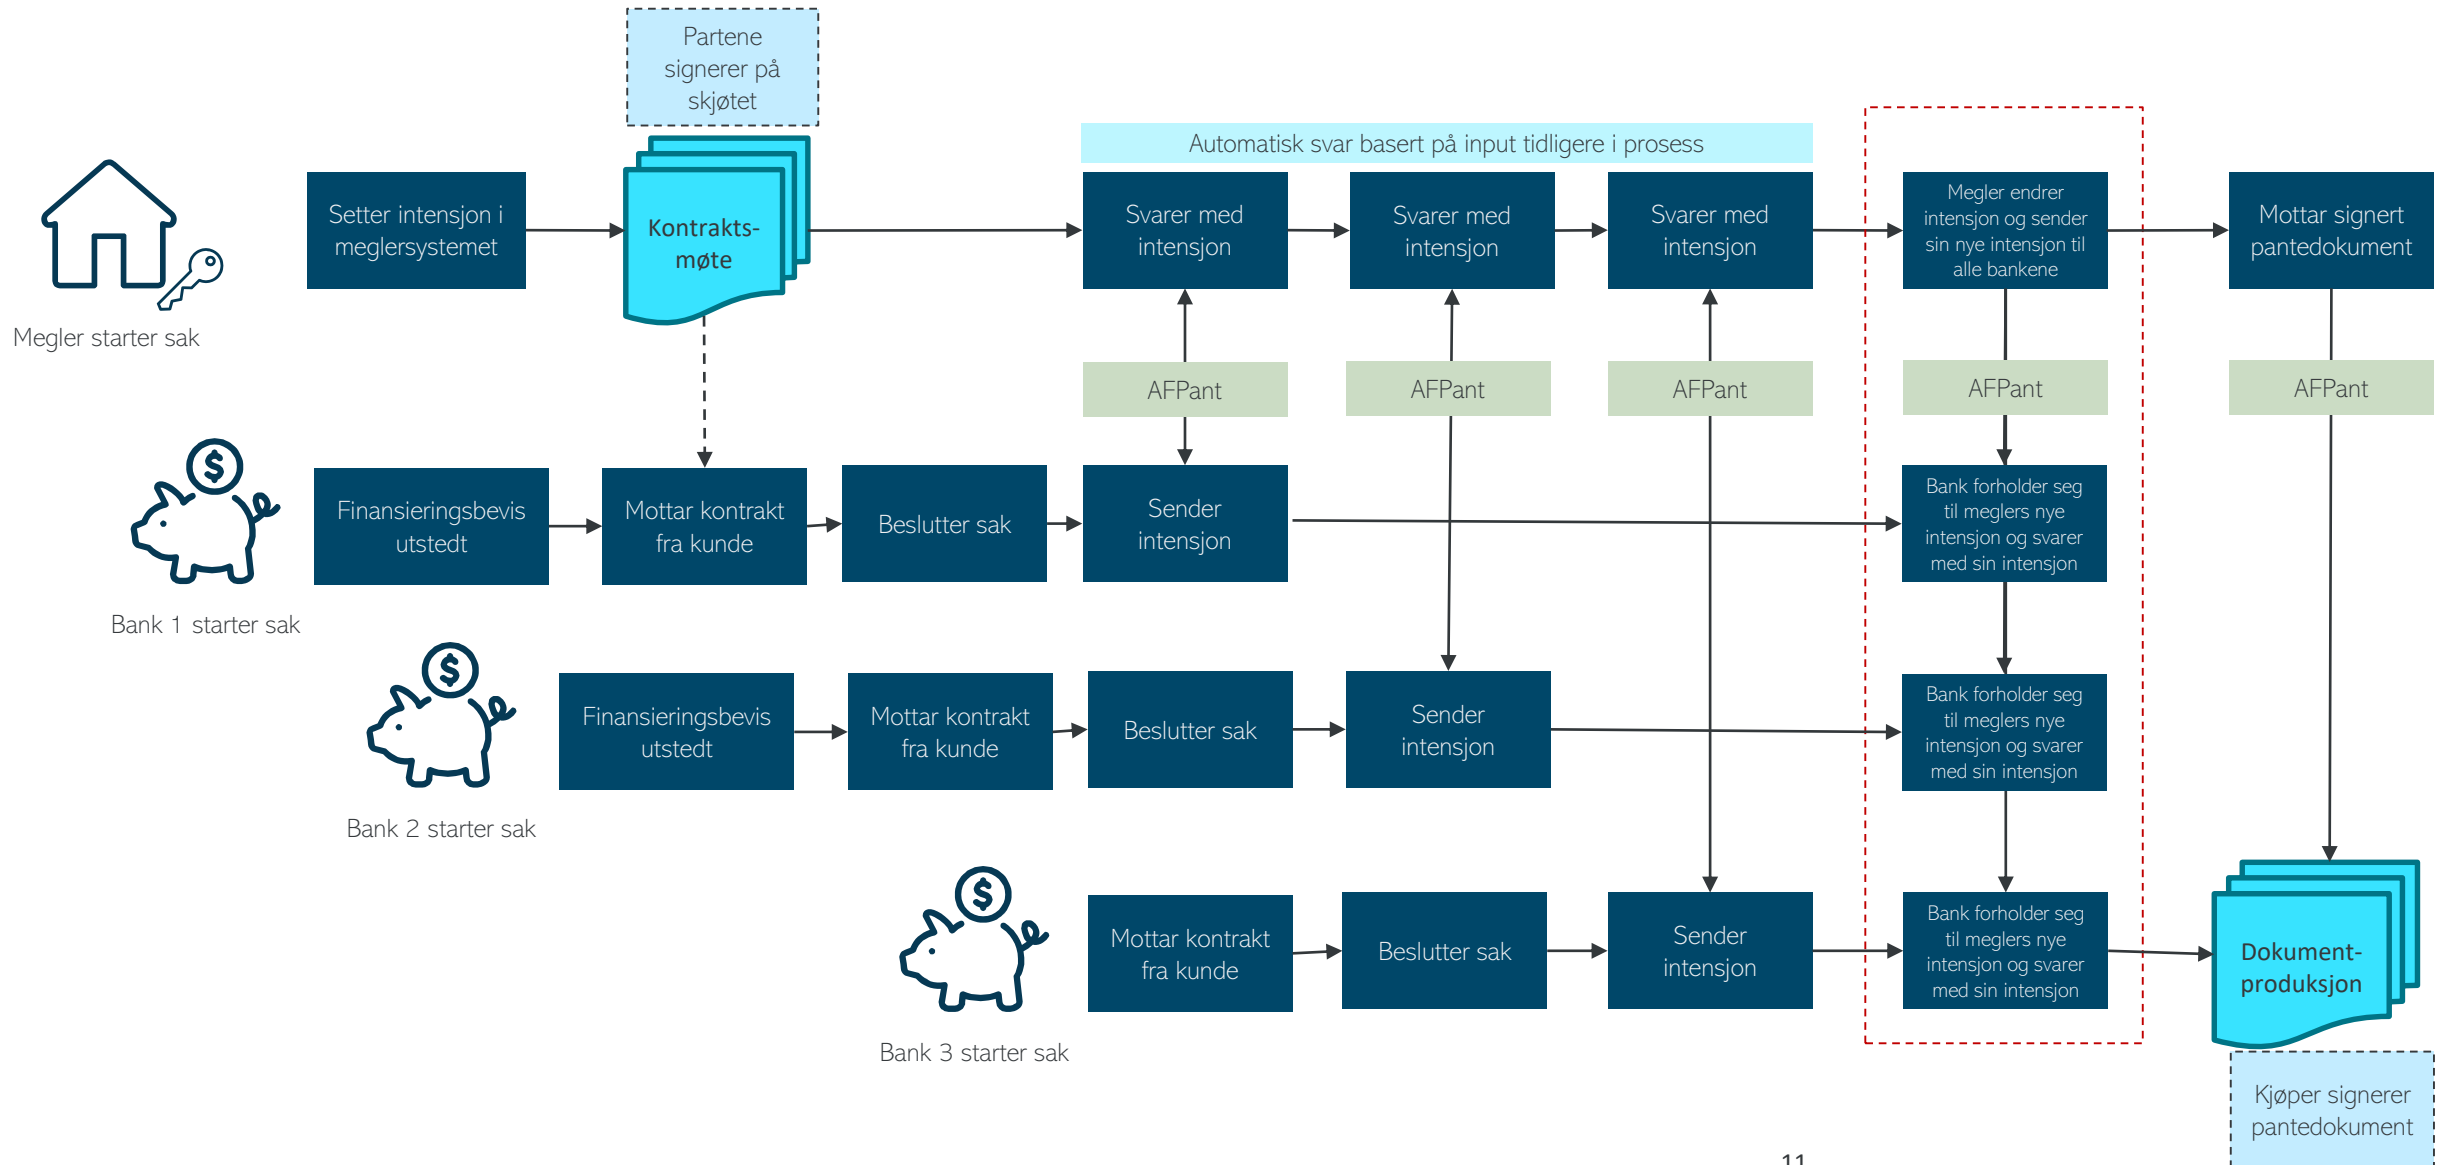 Partene
signerer på
skjøtet
Automatisk svar basert på input tidligere i prosess
Megler starter sak
Setter intensjon i
meglersystemet
Kontrakts-
møte
Svarer med
intensjon
Svarer med
intensjon
Svarer med
intensjon
Megler endrer
intensjon og sender
sin nye intensjon til
alle bankene
Mottar signert
pantedokument
AFPant
AFPant
AFPant
AFPant
AFPant
Bank 1 starter sak
Finansieringsbevis
utstedt
Mottar kontrakt
fra kunde
Beslutter sak
Sender
intensjon
Bank forholder seg
til meglers nye
intensjon og svarer
med sin intensjon
Bank 2 starter sak
Finansieringsbevis
utstedt
Mottar kontrakt
fra kunde
Beslutter sak
Sender
intensjon
Bank forholder seg
til meglers nye
intensjon og svarer
med sin intensjon
Bank 3 starter sak
Mottar kontrakt
fra kunde
Beslutter sak
Sender
intensjon
Bank forholder seg
til meglers nye
intensjon og svarer
med sin intensjon
Dokument-
produksjon
Kjøper signerer
pantedokument
11